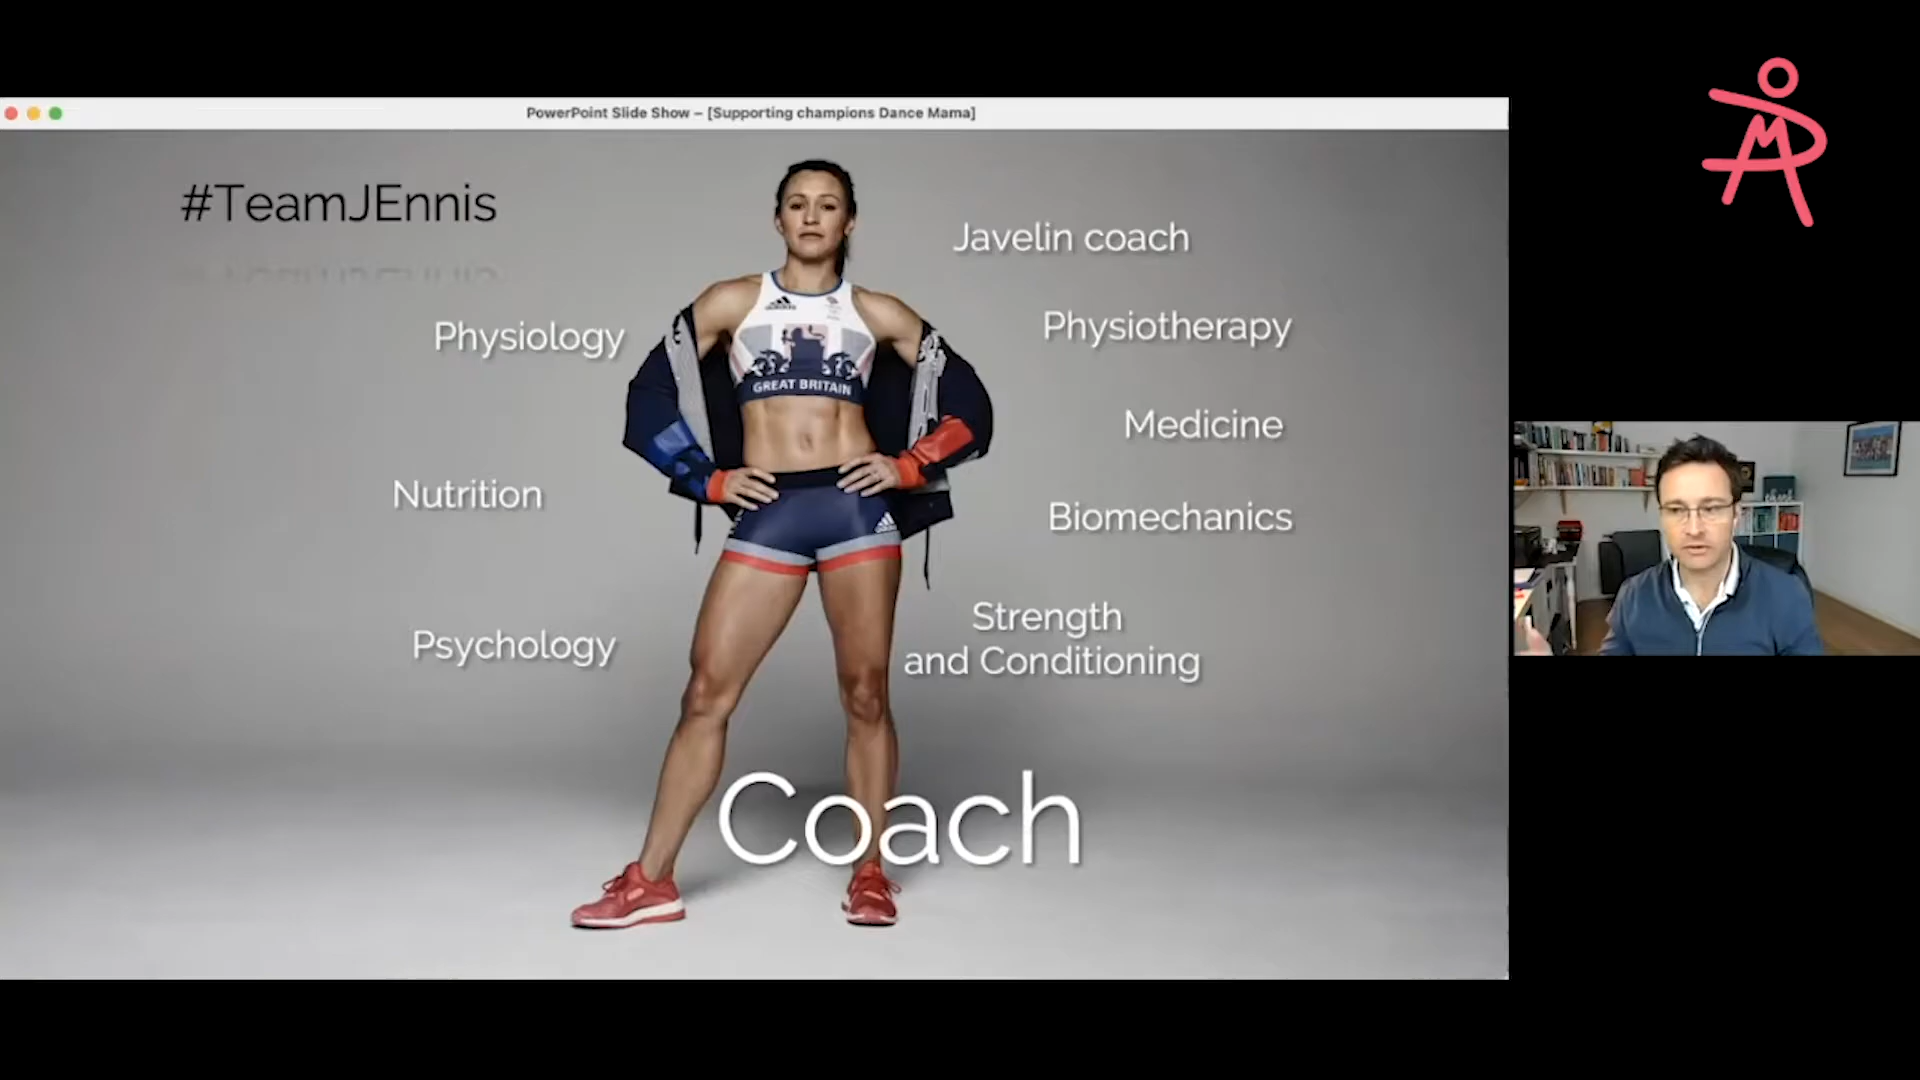 PowerPoint Slide Show – [Supporting champions Dance Mama]
#TeamJEnnis
Javelin coach
Physiology
Physiotherapy
Medicine
Nutrition
Biomechanics
Psychology
Strength
and Conditioning
Coach
GREAT BRITAIN
adidas